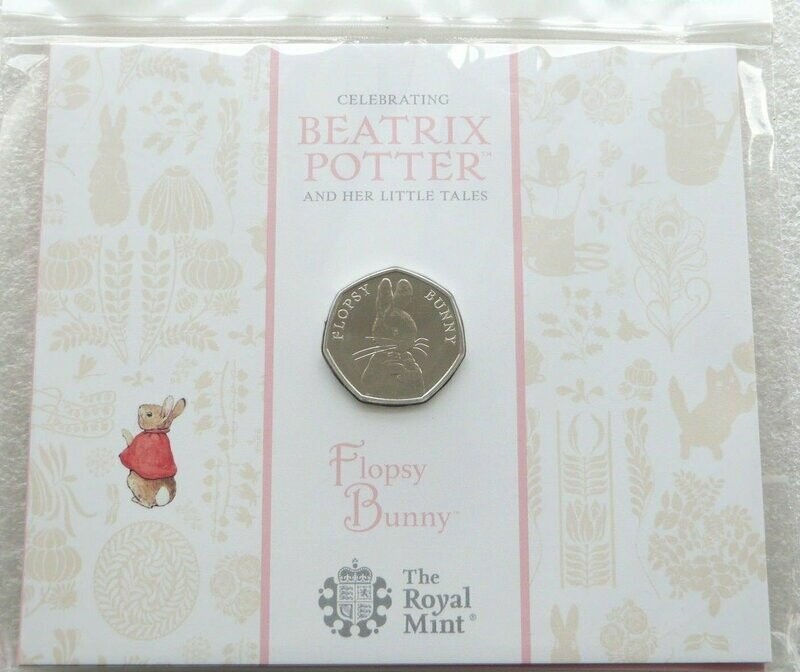 CELEBRATING
BEATRIX
POTTER™
AND HER LITTLE TALES
FLOPSY BUNNY
Flopsy
Bunny™
The
Royal
Mint®